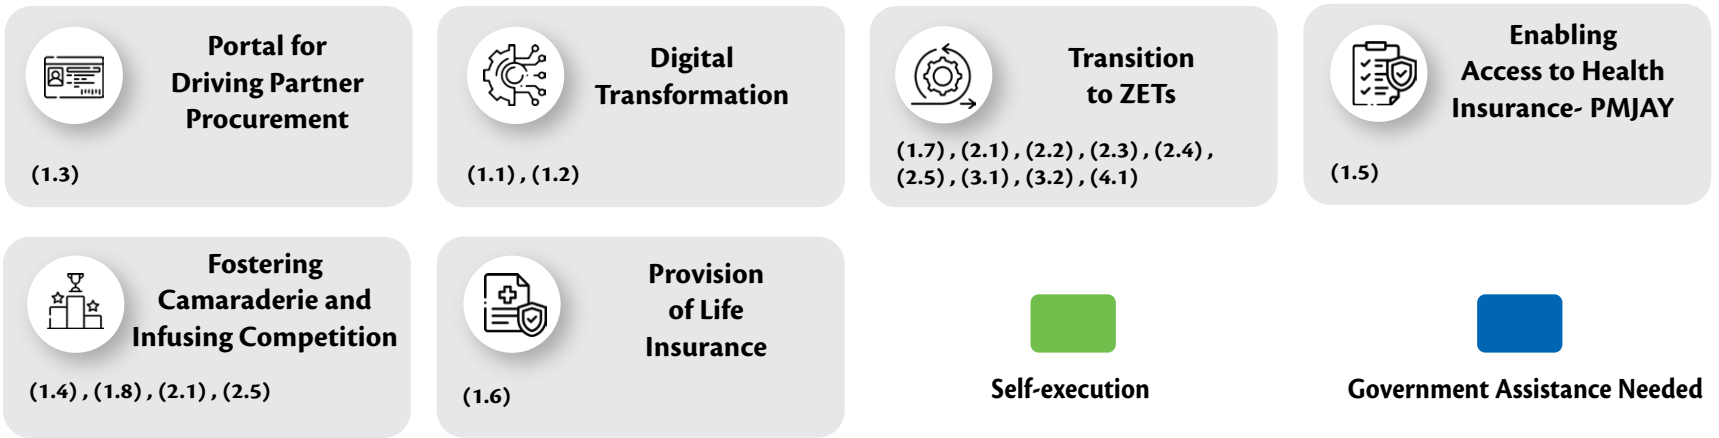 Portal for
Driving Partner
Procurement
(1.3)
Digital
Transformation
(1.1) , (1.2)
Transition
to ZETs
(1.7) , (2.1) , (2.2) , (2.3) , (2.4) ,
(2.5) , (3.1) , (3.2) , (4.1)
Enabling
Access to Health
Insurance- PMJAY
(1.5)
Fostering
Camaraderie and
Infusing Competition
(1.4) , (1.8) , (2.1) , (2.5)
Provision
of Life
Insurance
(1.6)
Self-execution
Government Assistance Needed